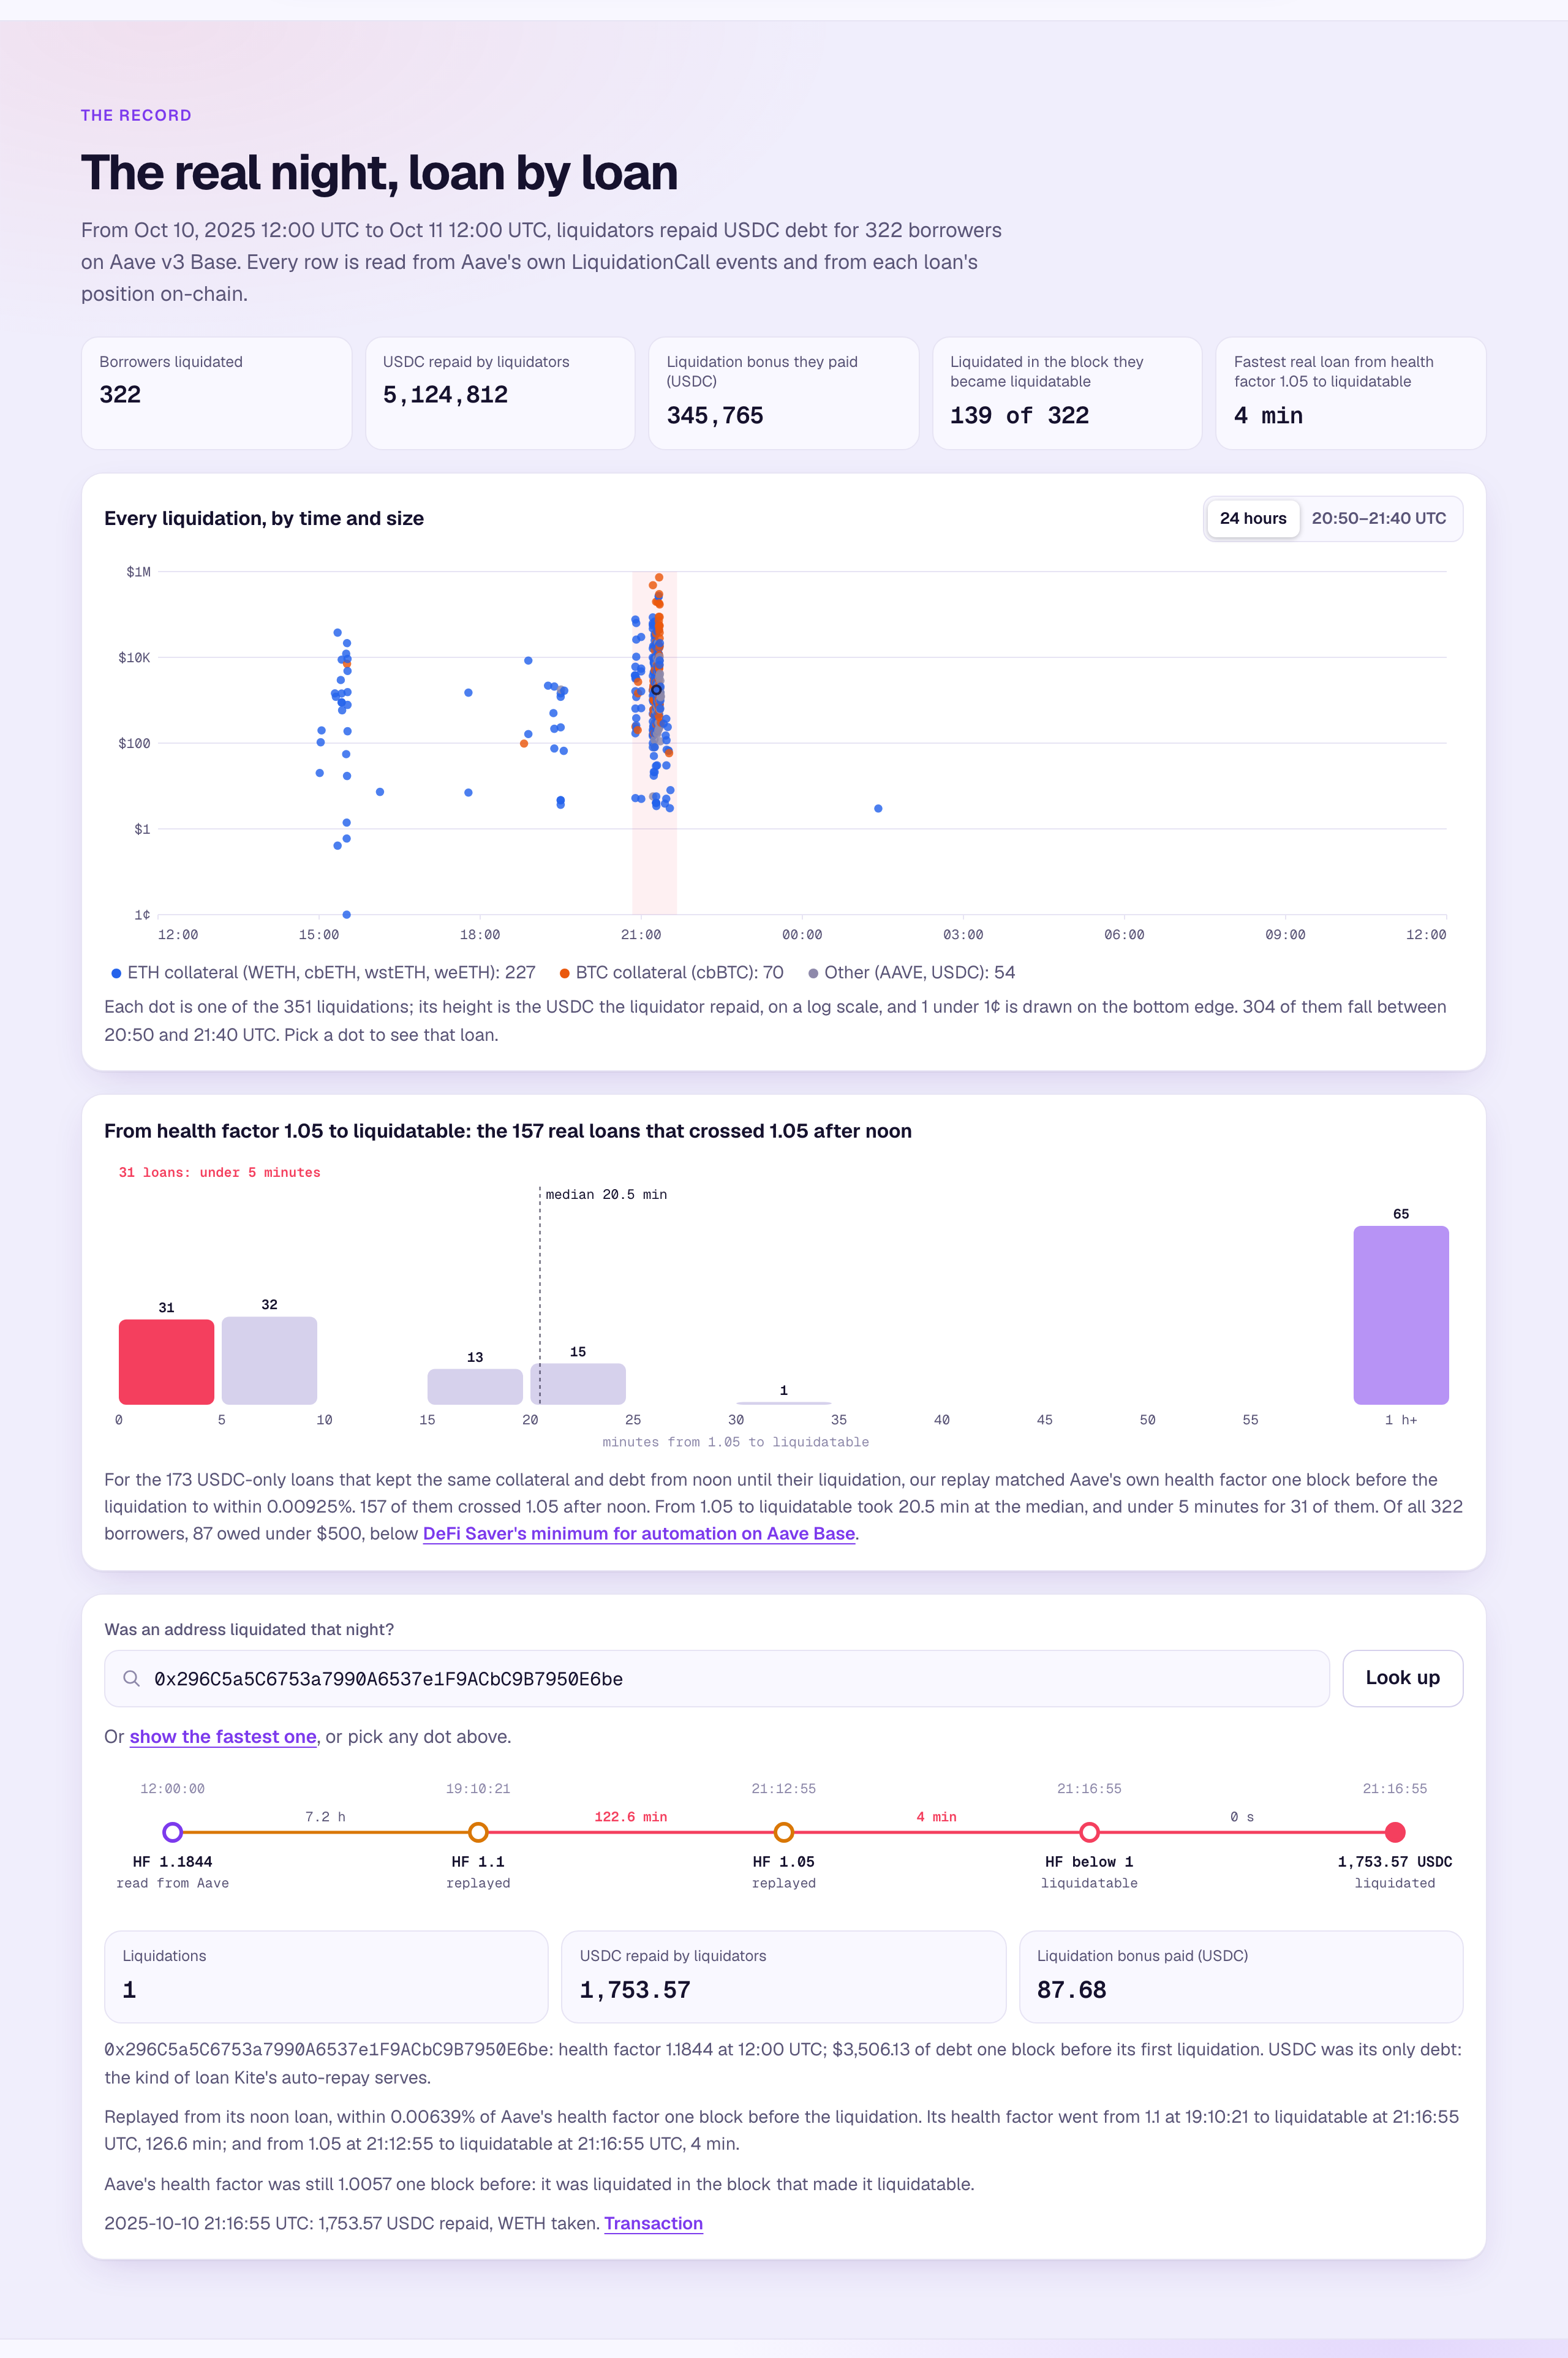 THE RECORD
The real night, loan by loan
From Oct 10, 2025 12:00 UTC to Oct 11 12:00 UTC, liquidators repaid USDC debt for 322 borrowers
on Aave v3 Base. Every row is read from Aave's own LiquidationCall events and from each loan's
position on-chain.
Borrowers liquidated
322
USDC repaid by liquidators
5,124,812
Liquidation bonus they paid
(USDC)
345,765
Liquidated in the block they
became liquidatable
139 of 322
Fastest real loan from health
factor 1.05 to liquidatable
4 min
Every liquidation, by time and size
24 hours
20:50–21:40 UTC
$1M
$10K
$100
$1
1¢
12:00 15:00 18:00 21:00 00:00 03:00 06:00 09:00 12:00
ETH collateral (WETH, cbETH, wstETH, weETH): 227 BTC collateral (cbBTC): 70 Other (AAVE, USDC): 54
Each dot is one of the 351 liquidations; its height is the USDC the liquidator repaid, on a log scale, and 1 under 1¢ is drawn on the bottom edge. 304 of them fall between
20:50 and 21:40 UTC. Pick a dot to see that loan.
From health factor 1.05 to liquidatable: the 157 real loans that crossed 1.05 after noon
31 loans: under 5 minutes
median 20.5 min
65
31
32
13
15
1
0 5 10 15 20 25 30 35 40 45 50 55 1 h+
minutes from 1.05 to liquidatable
For the 173 USDC-only loans that kept the same collateral and debt from noon until their liquidation, our replay matched Aave's own health factor one block before the
liquidation to within 0.00925%. 157 of them crossed 1.05 after noon. From 1.05 to liquidatable took 20.5 min at the median, and under 5 minutes for 31 of them. Of all 322
borrowers, 87 owed under $500, below DeFi Saver's minimum for automation on Aave Base.
Was an address liquidated that night?
0x296C5a5C6753a7990A6537e1F9ACbC9B7950E6be
Look up
Or show the fastest one, or pick any dot above.
12:00:00 19:10:21 21:12:55 21:16:55 21:16:55
7.2 h 122.6 min 4 min 0 s
HF 1.1844 HF 1.1 HF 1.05 HF below 1 1,753.57 USDC
read from Aave replayed replayed liquidatable liquidated
Liquidations
1
USDC repaid by liquidators
1,753.57
Liquidation bonus paid (USDC)
87.68
0x296C5a5C6753a7990A6537e1F9ACbC9B7950E6be: health factor 1.1844 at 12:00 UTC; $3,506.13 of debt one block before its first liquidation. USDC was its only debt:
the kind of loan Kite's auto-repay serves.
Replayed from its noon loan, within 0.00639% of Aave's health factor one block before the liquidation. Its health factor went from 1.1 at 19:10:21 to liquidatable at 21:16:55
UTC, 126.6 min; and from 1.05 at 21:12:55 to liquidatable at 21:16:55 UTC, 4 min.
Aave's health factor was still 1.0057 one block before: it was liquidated in the block that made it liquidatable.
2025-10-10 21:16:55 UTC: 1,753.57 USDC repaid, WETH taken. Transaction